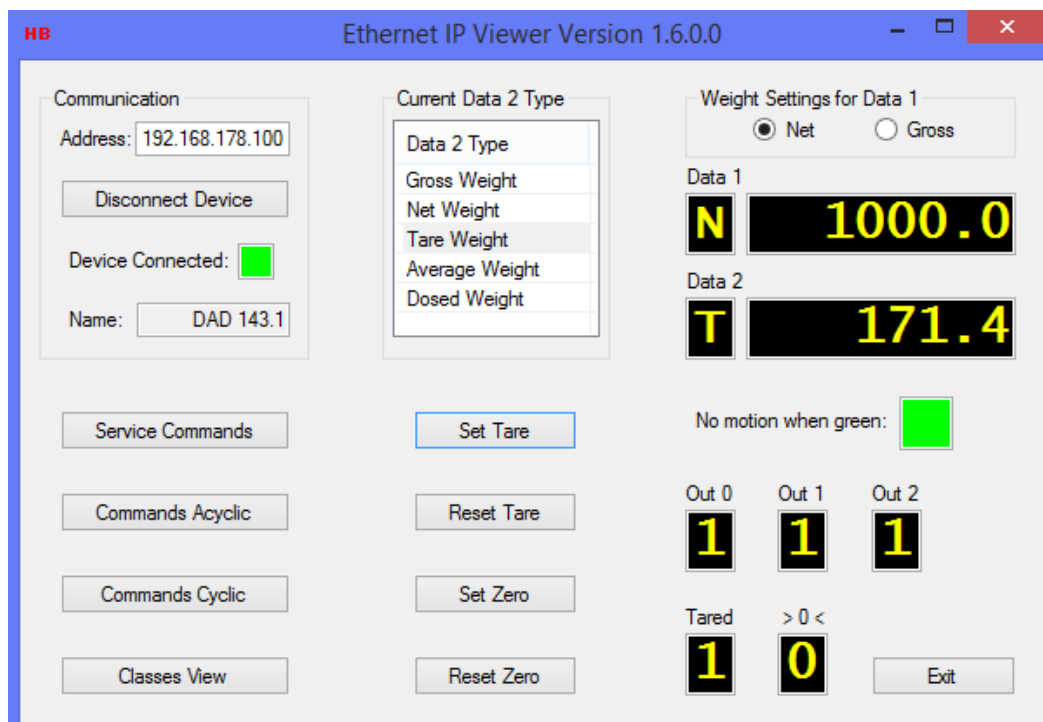 HB Ethernet IP Viewer Version 1.6.0.0
Communication
Address: 192.168.178.100
Disconnect Device
Device Connected:
Name: DAD 143.1
Current Data 2 Type
Data 2 Type
Gross Weight
Net Weight
Tare Weight
Average Weight
Dosed Weight
Weight Settings for Data 1
Net Gross
Data 1
N 1000.0
Data 2
T 171.4
Service Commands
Commands Acyclic
Commands Cyclic
Classes View
Set Tare
Reset Tare
Set Zero
Reset Zero
No motion when green:
Out 0 Out 1 Out 2
1 1 1
Tared > 0 <
1 0
Exit